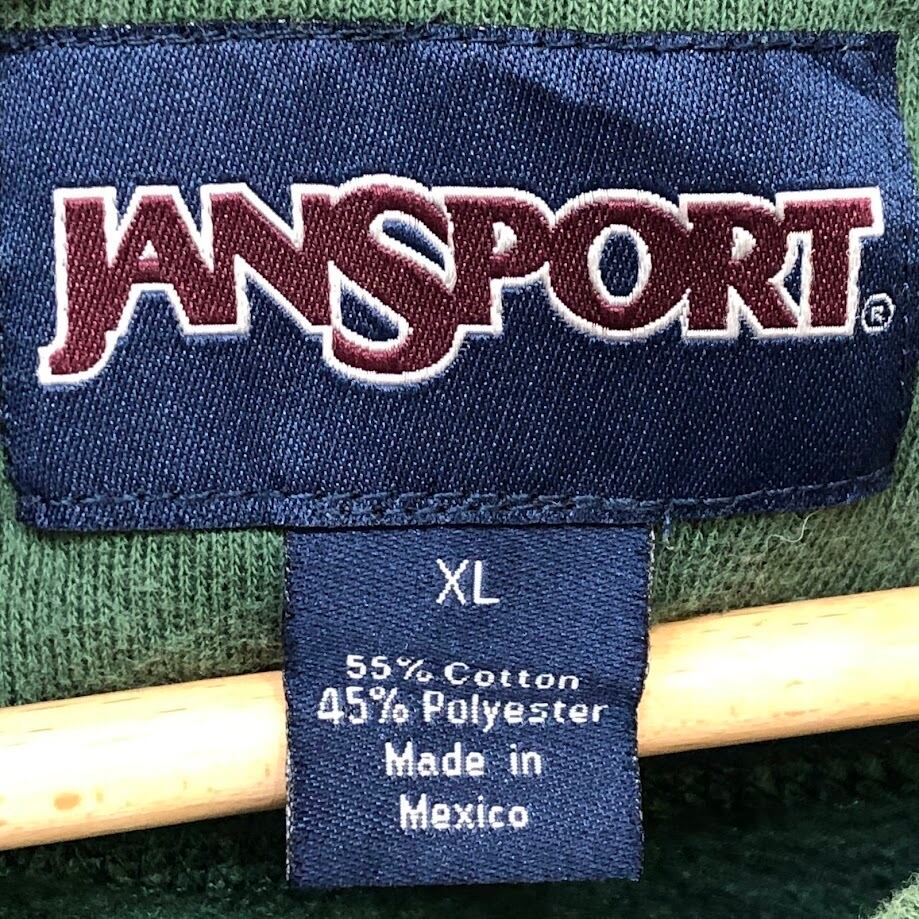 JANSPORT®
XL
55% Cotton
45% Polyester
Made in
Mexico